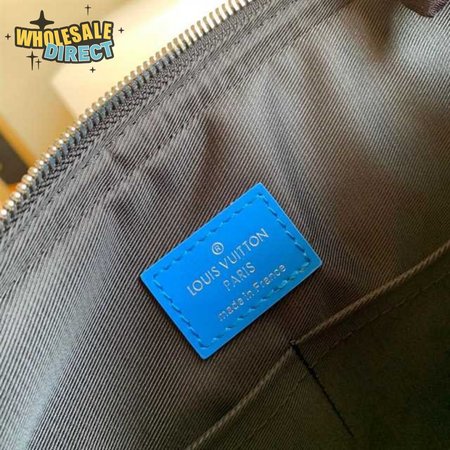 WHOLESALE
DIRECT
®
LOUIS VUITTON
PARIS
made in France